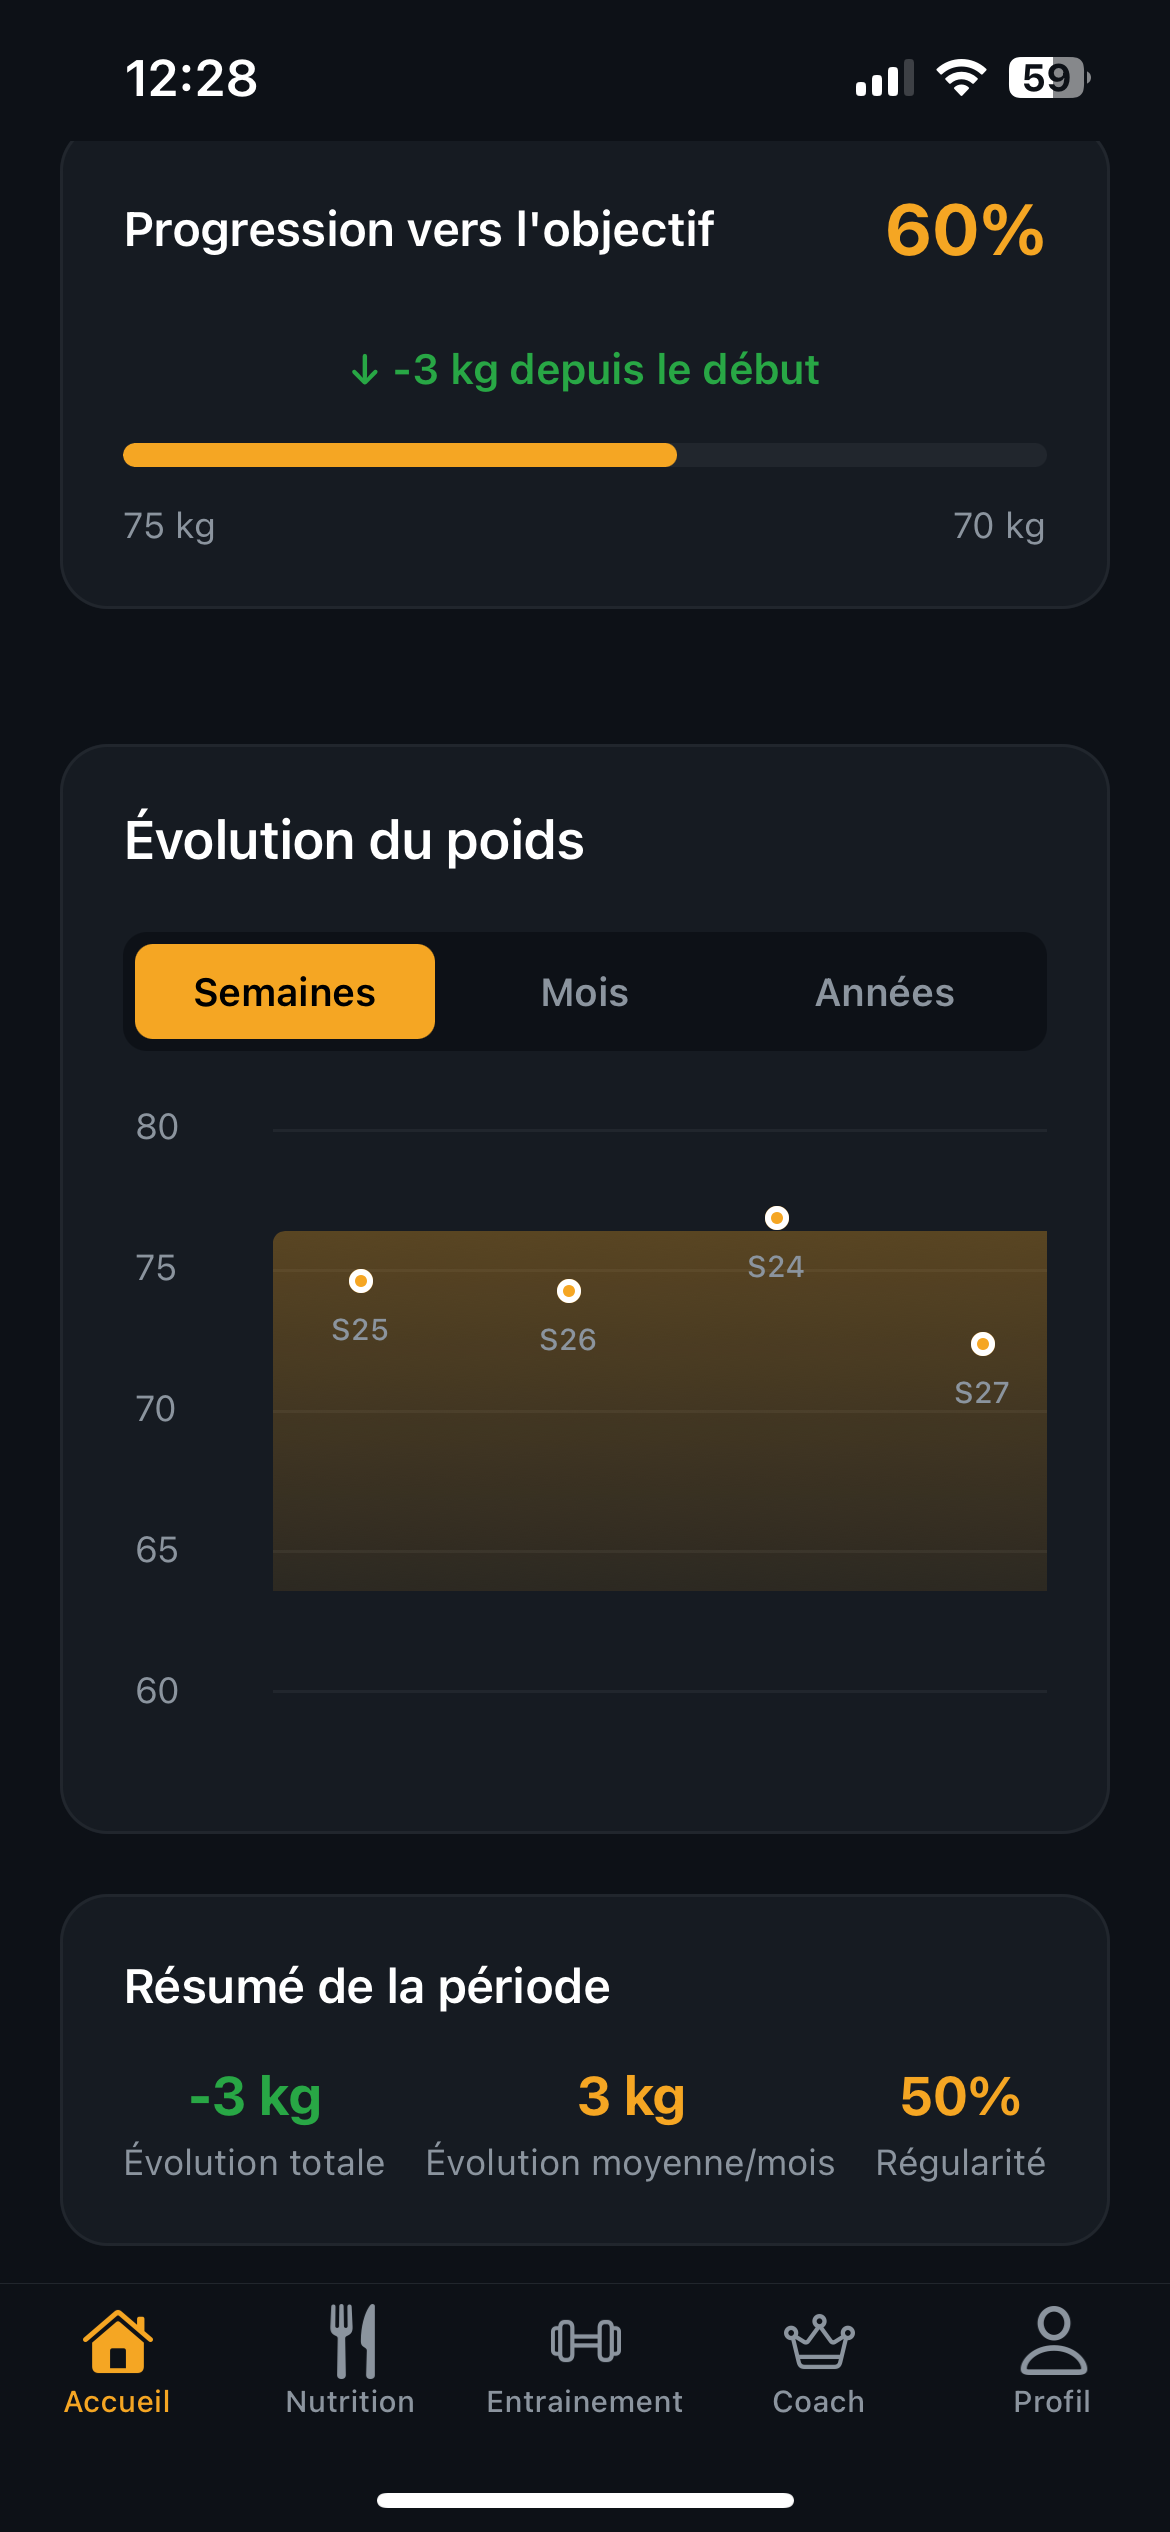 12:28
59
Progression vers l'objectif
60%
↓ -3 kg depuis le début
75 kg
70 kg
Évolution du poids
Semaines
Mois
Années
80
75
70
65
60
S25
S26
S24
S27
Résumé de la période
-3 kg
Évolution totale
3 kg
Évolution moyenne/mois
50%
Régularité
Accueil
Nutrition
Entrainement
Coach
Profil